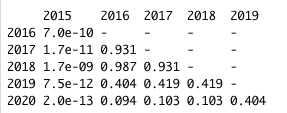 2015 2016 2017 2018 2019
2016 7.0e-10 - - - -
2017 1.7e-11 0.931 - - -
2018 1.7e-09 0.987 0.931 - -
2019 7.5e-12 0.404 0.419 0.419 -
2020 2.0e-13 0.094 0.103 0.103 0.404